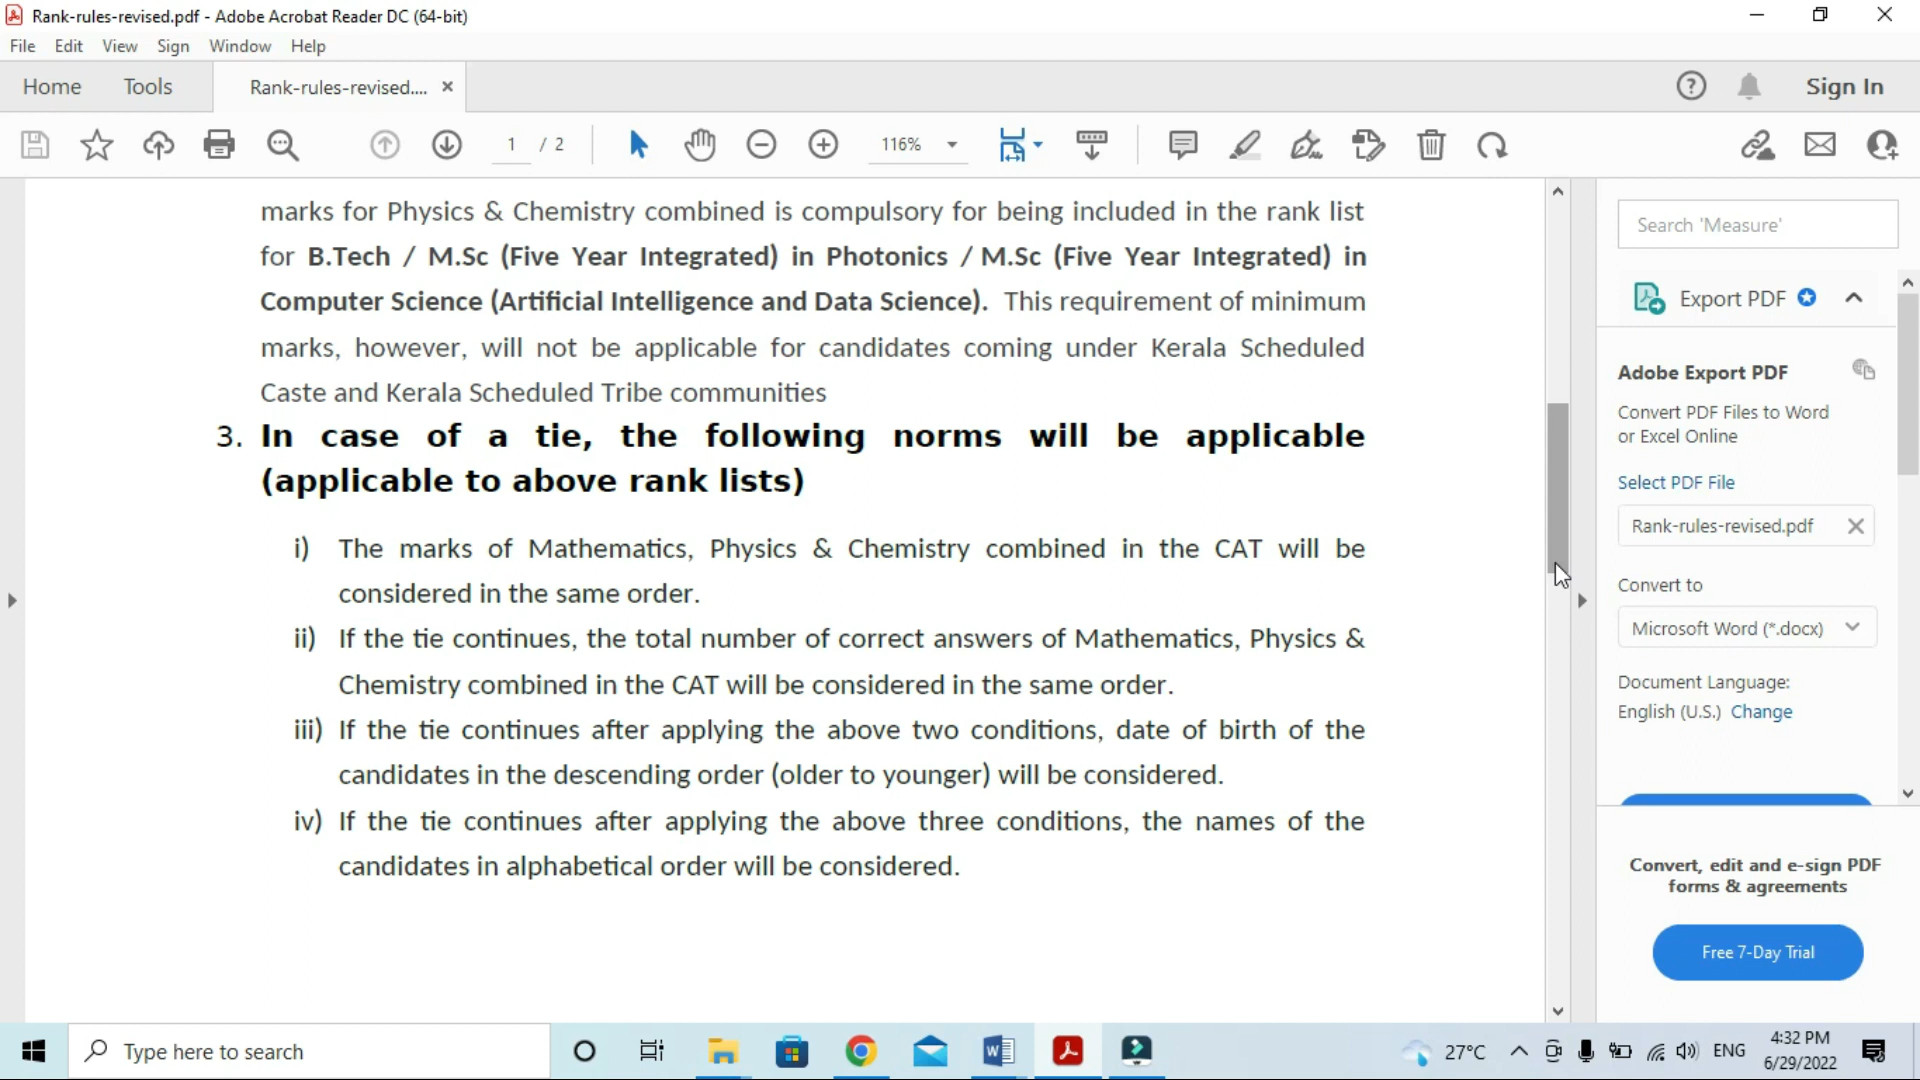 Rank-rules-revised.pdf - Adobe Acrobat Reader DC (64-bit)
File Edit View Sign Window Help
Home Tools Rank-rules-revised.... Sign In
1 / 2 116%
marks for Physics & Chemistry combined is compulsory for being included in the rank list
for B.Tech / M.Sc (Five Year Integrated) in Photonics / M.Sc (Five Year Integrated) in
Computer Science (Artificial Intelligence and Data Science). This requirement of minimum
marks, however, will not be applicable for candidates coming under Kerala Scheduled
Caste and Kerala Scheduled Tribe communities
3. In case of a tie, the following norms will be applicable
(applicable to above rank lists)
i) The marks of Mathematics, Physics & Chemistry combined in the CAT will be
considered in the same order.
ii) If the tie continues, the total number of correct answers of Mathematics, Physics &
Chemistry combined in the CAT will be considered in the same order.
iii) If the tie continues after applying the above two conditions, date of birth of the
candidates in the descending order (older to younger) will be considered.
iv) If the tie continues after applying the above three conditions, the names of the
candidates in alphabetical order will be considered.
Search 'Measure'
Export PDF
Adobe Export PDF
Convert PDF Files to Word
or Excel Online
Select PDF File
Rank-rules-revised.pdf
Convert to
Microsoft Word (*.docx)
Document Language:
English (U.S.) Change
Convert, edit and e-sign PDF
forms & agreements
Free 7-Day Trial
Type here to search
27°C
ENG
4:32 PM
6/29/2022